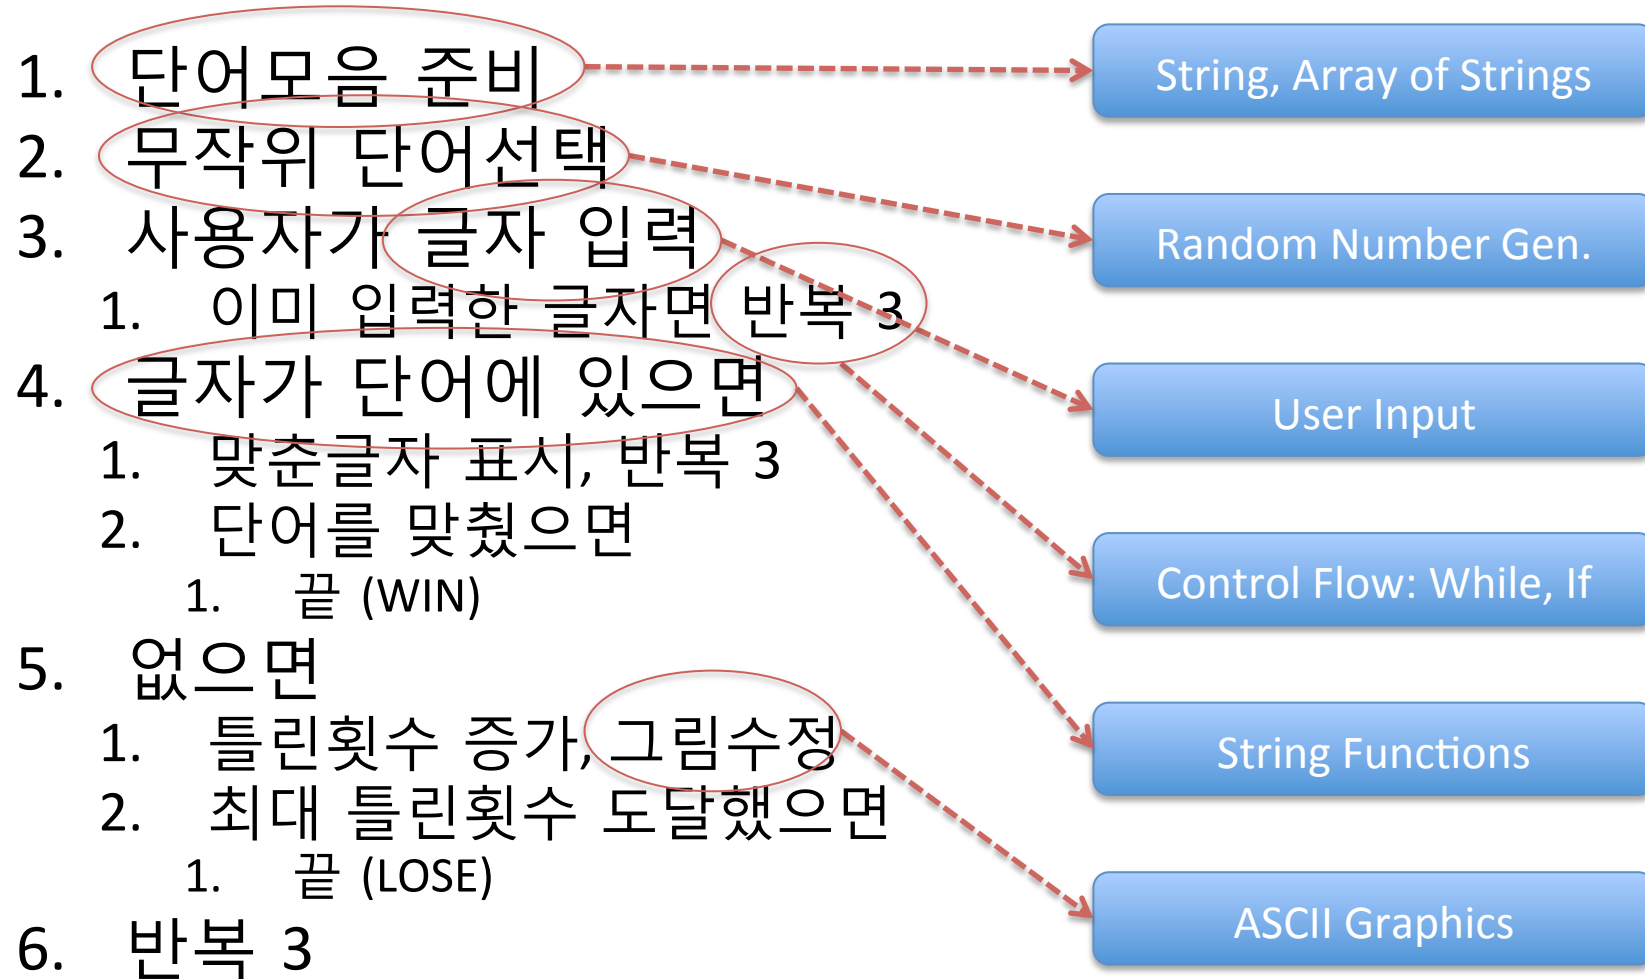 1. 단어모음 준비
2. 무작위 단어선택
3. 사용자가 글자 입력
1. 이미 입력한 글자면 반복 3
4. 글자가 단어에 있으면
1. 맞춘글자 표시, 반복 3
2. 단어를 맞췄으면
1. 끝 (WIN)
5. 없으면
1. 틀린횟수 증가, 그림수정
2. 최대 틀린횟수 도달했으면
1. 끝 (LOSE)
6. 반복 3
String, Array of Strings
Random Number Gen.
User Input
Control Flow: While, If
String Functions
ASCII Graphics